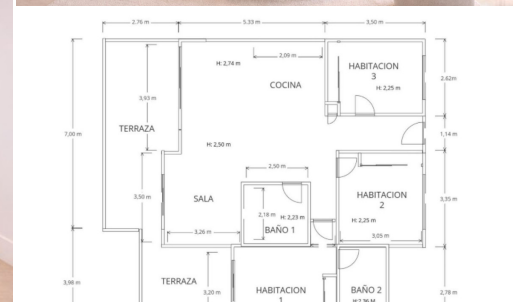 2,76 m
5.33 m
3,50 m
2,09 m
H: 2,74 m
COCINA
HABITACION
3
H: 2,25 m
2.62m
3,93 m
TERRAZA
7,00 m
1,14 m
H: 2,50 m
2,50 m
3,50 m
SALA
2,18 m
H: 2,23 m
BAÑO 1
HABITACION
2
H: 2,25 m
3,35 m
3,26 m
3,05 m
3,98 m
TERRAZA
3,20 m
HABITACION
1
BAÑO 2
H:2,36 M
2,78 m